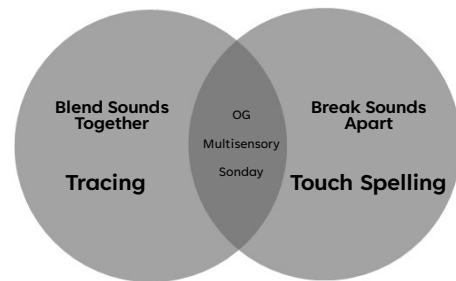 Blend Sounds
Together
Tracing
OG
Multisensory
Sonday
Break Sounds
Apart
Touch Spelling